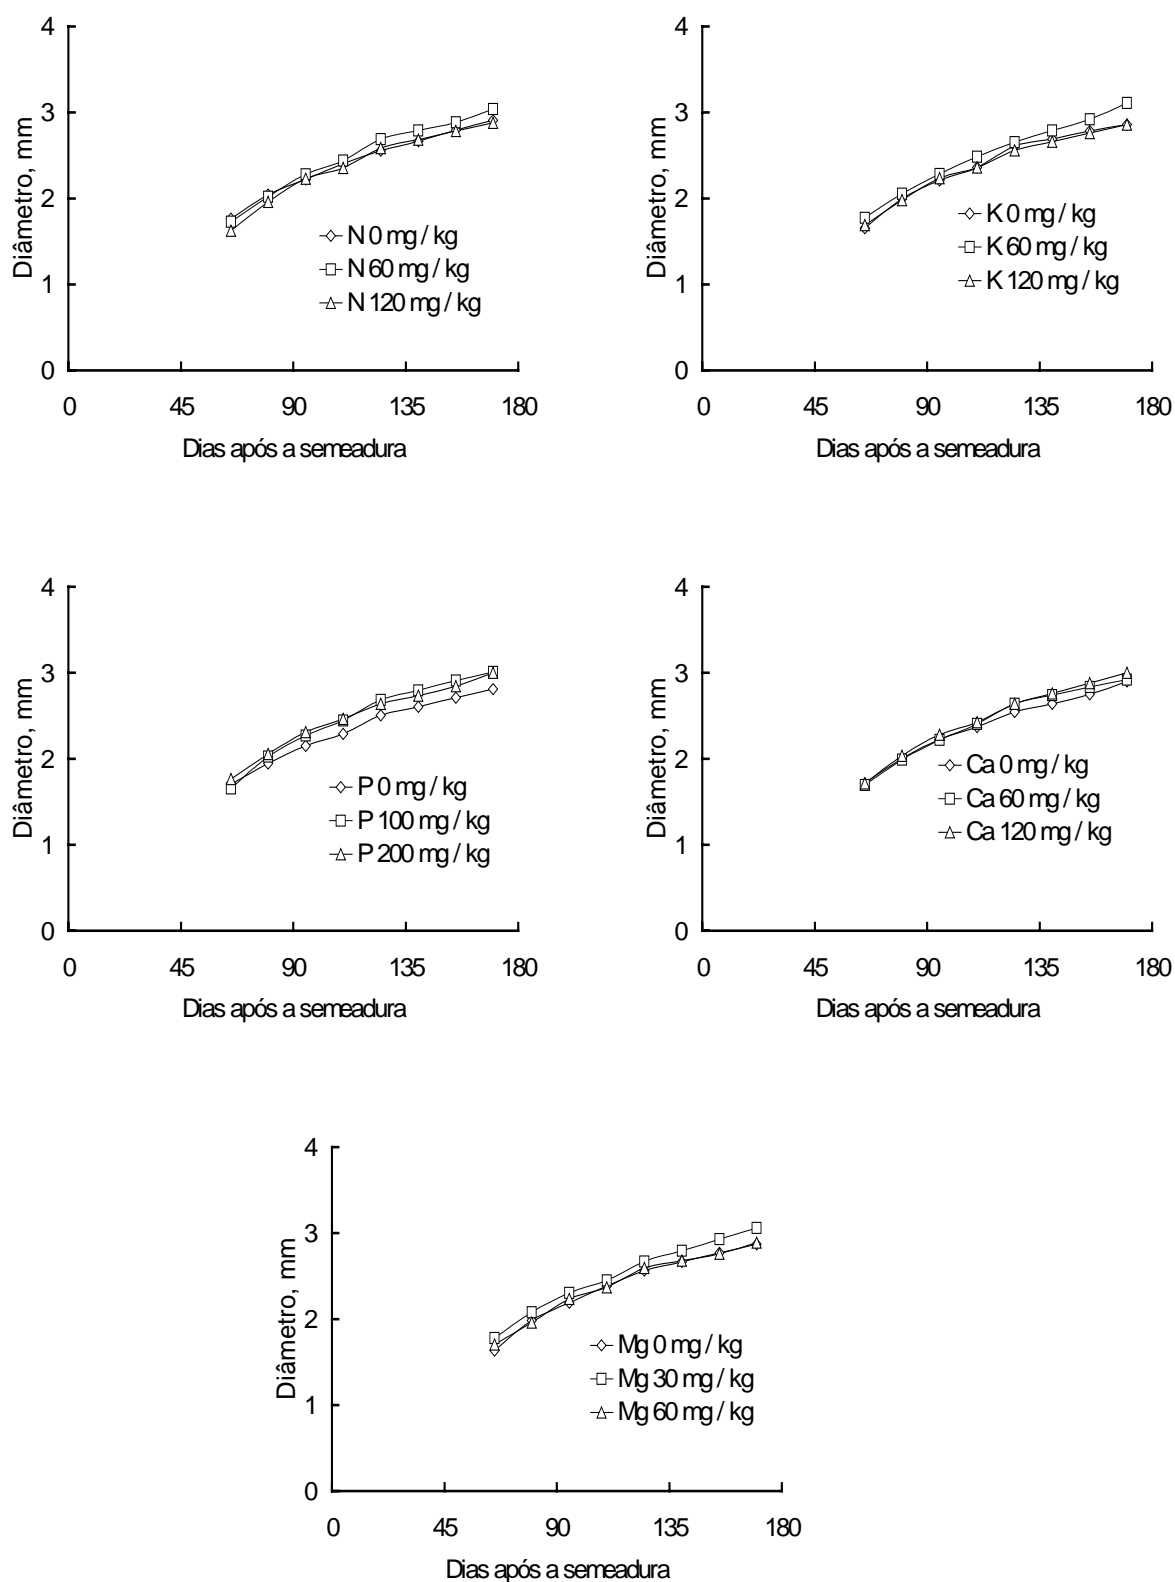 4
3
2
1
0
Diâmetro, mm
N 0 mg / kg
N 60 mg / kg
N 120 mg / kg
0 45 90 135 180
Dias após a semeadura
4
3
2
1
0
Diâmetro, mm
K 0 mg / kg
K 60 mg / kg
K 120 mg / kg
0 45 90 135 180
Dias após a semeadura
4
3
2
1
0
Diâmetro, mm
P 0 mg / kg
P 100 mg / kg
P 200 mg / kg
0 45 90 135 180
Dias após a semeadura
4
3
2
1
0
Diâmetro, mm
Ca 0 mg / kg
Ca 60 mg / kg
Ca 120 mg / kg
0 45 90 135 180
Dias após a semeadura
4
3
2
1
0
Diâmetro, mm
Mg 0 mg / kg
Mg 30 mg / kg
Mg 60 mg / kg
0 45 90 135 180
Dias após a semeadura